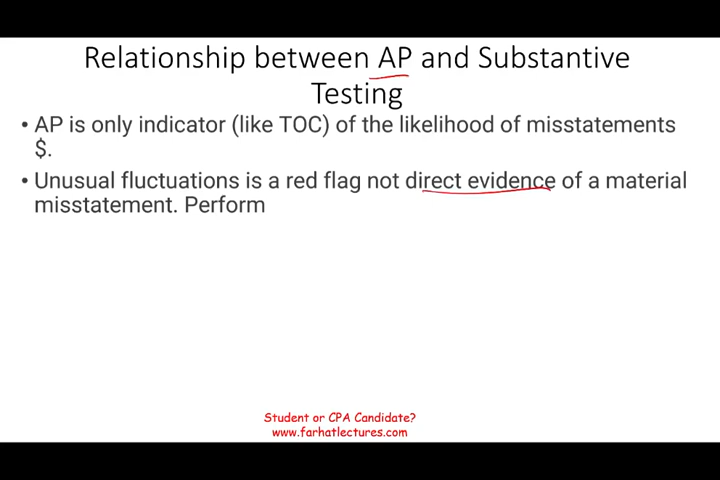 Relationship between AP and Substantive
Testing
• AP is only indicator (like TOC) of the likelihood of misstatements
$.
• Unusual fluctuations is a red flag not direct evidence of a material
misstatement. Perform
Student or CPA Candidate?
www.farhatlectures.com